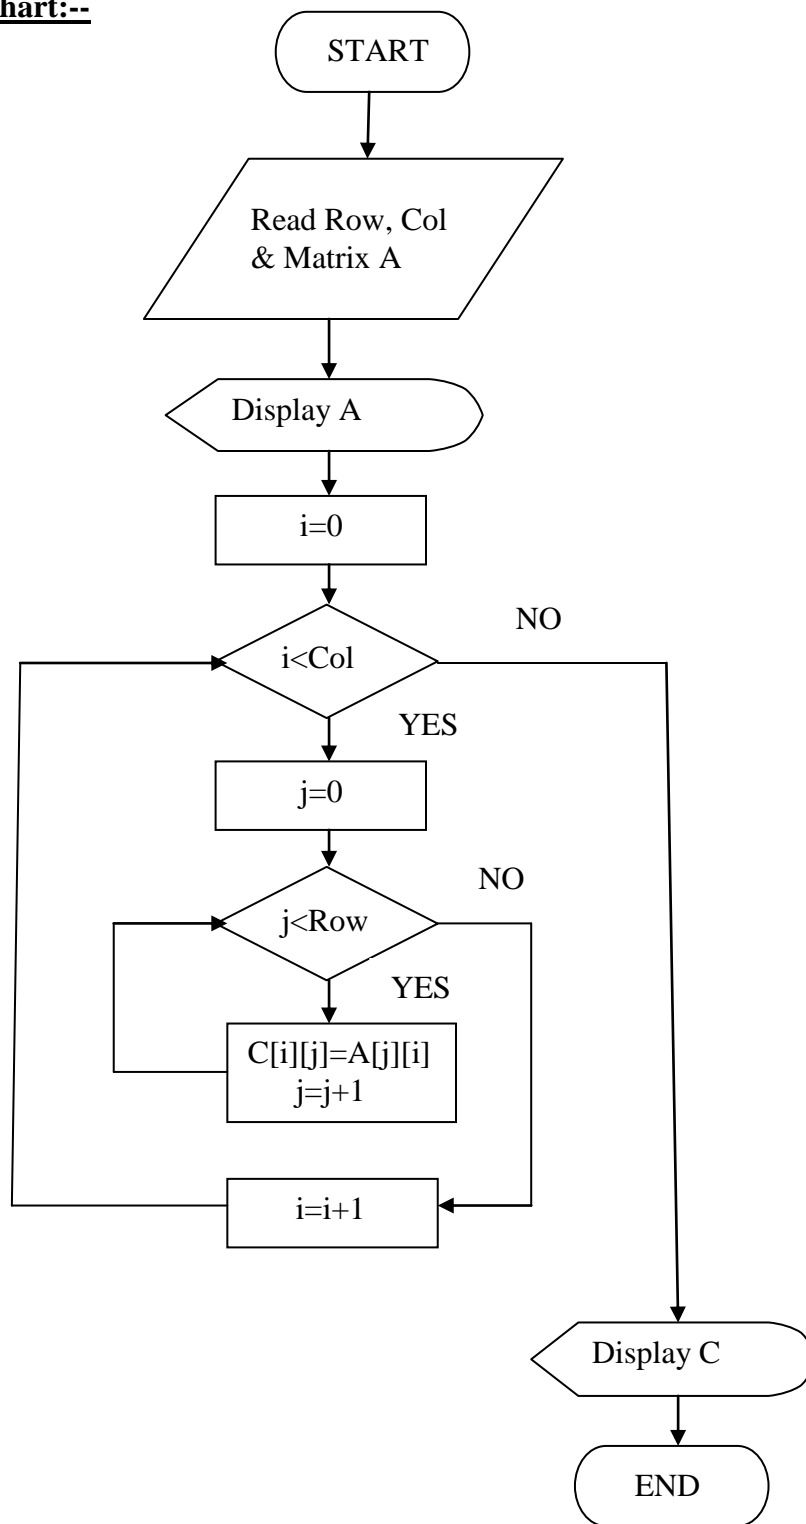 hart:--
START
Read Row, Col
& Matrix A
Display A
i=0
NO
i<Col
YES
j=0
NO
j<Row
YES
C[i][j]=A[j][i]
j=j+1
i=i+1
Display C
END